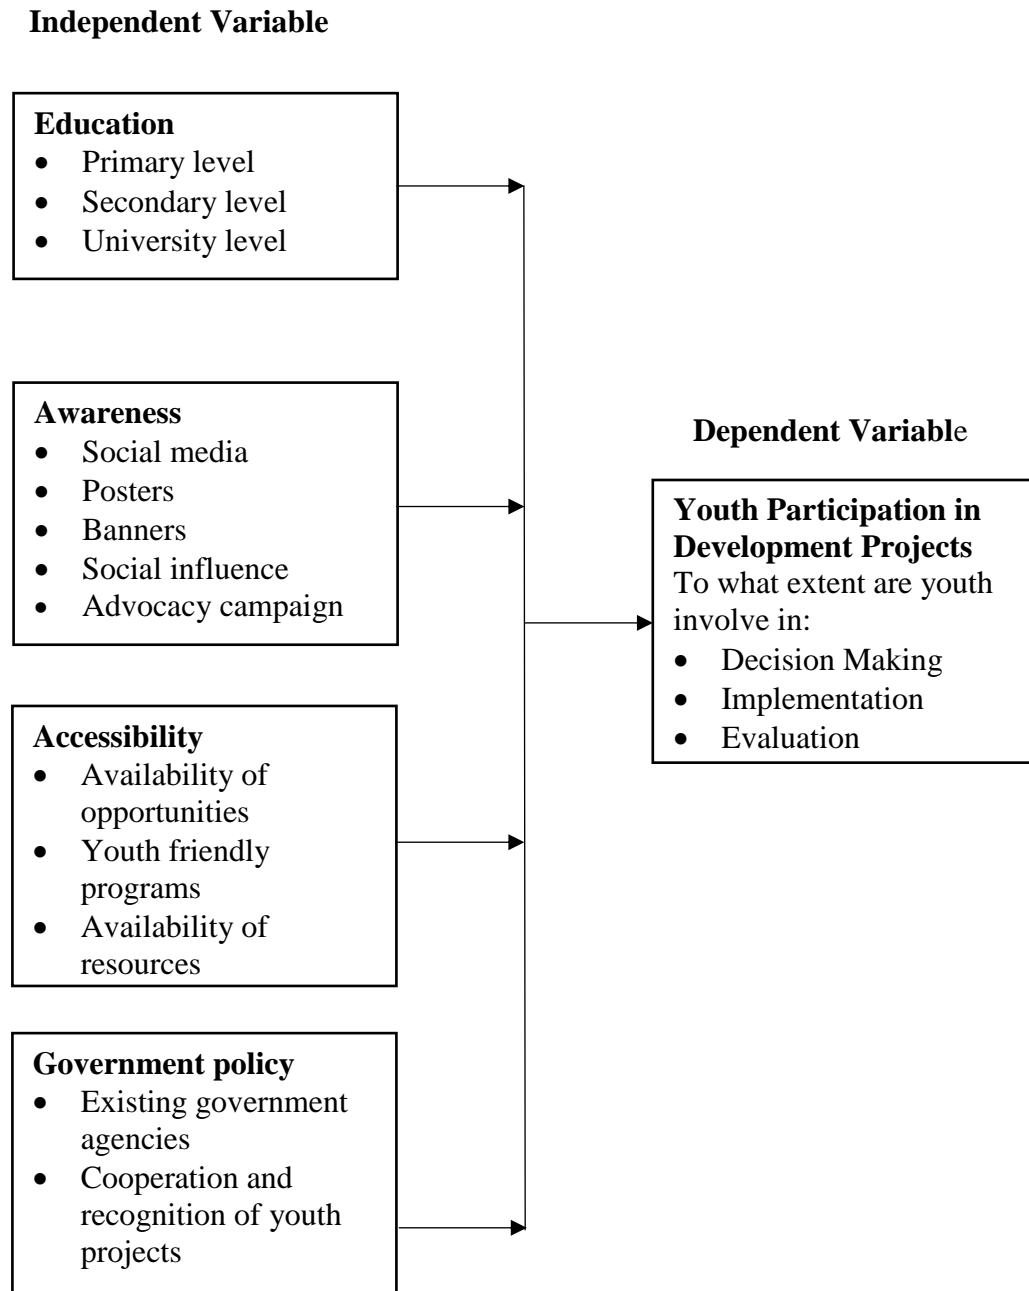 Independent Variable
Education
• Primary level
• Secondary level
• University level
Awareness
• Social media
• Posters
• Banners
• Social influence
• Advocacy campaign
Accessibility
• Availability of
opportunities
• Youth friendly
programs
• Availability of
resources
Government policy
• Existing government
agencies
• Cooperation and
recognition of youth
projects
Dependent Variable
Youth Participation in
Development Projects
To what extent are youth
involve in:
• Decision Making
• Implementation
• Evaluation